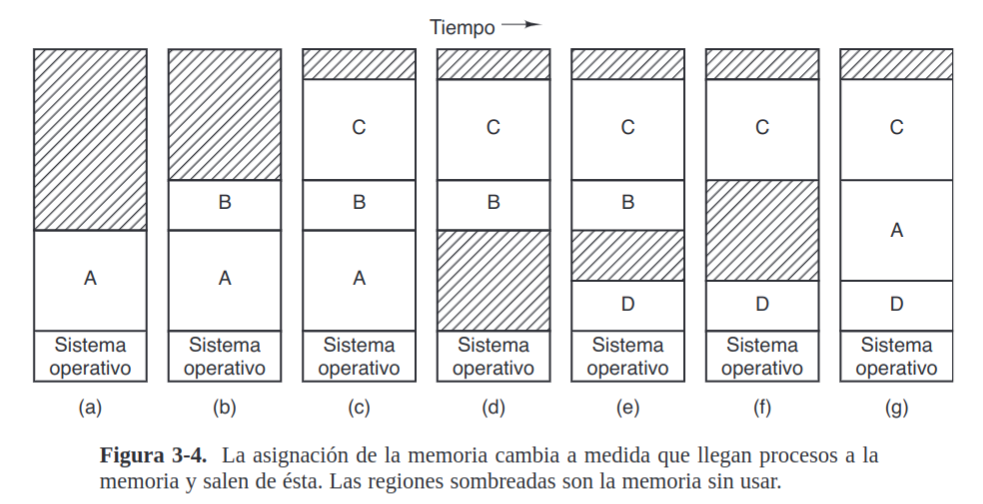 Tiempo
C C C C C
B B B B
A
A A A
D D D
Sistema operativo Sistema operativo Sistema operativo Sistema operativo Sistema operativo Sistema operativo Sistema operativo
(a) (b) (c) (d) (e) (f) (g)
Figura 3-4. La asignación de la memoria cambia a medida que llegan procesos a la
memoria y salen de ésta. Las regiones sombreadas son la memoria sin usar.